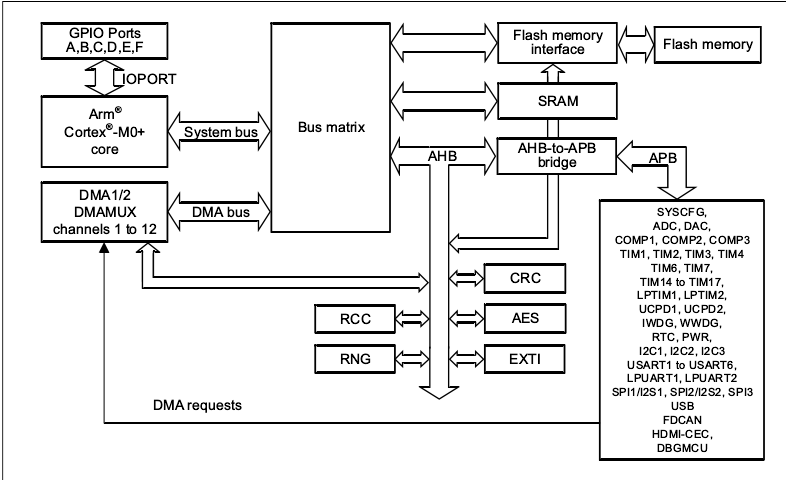 GPIO Ports
A,B,C,D,E,F
IOPORT
Arm®
Cortex®-M0+
core
System bus
DMA1/2
DMAMUX
channels 1 to 12
DMA bus
Bus matrix
Flash memory
interface
Flash memory
SRAM
AHB
AHB-to-APB
bridge
APB
SYSCFG,
ADC, DAC,
COMP1, COMP2, COMP3
TIM1, TIM2, TIM3, TIM4
TIM6, TIM7,
TIM14 to TIM17,
LPTIM1, LPTIM2,
UCPD1, UCPD2,
IWDG, WWDG,
RTC, PWR,
I2C1, I2C2, I2C3
USART1 to USART6,
LPUART1, LPUART2
SPI1/I2S1, SPI2/I2S2, SPI3
USB
FDCAN
HDMI-CEC,
DBGMCU
CRC
RCC
AES
RNG
EXTI
DMA requests